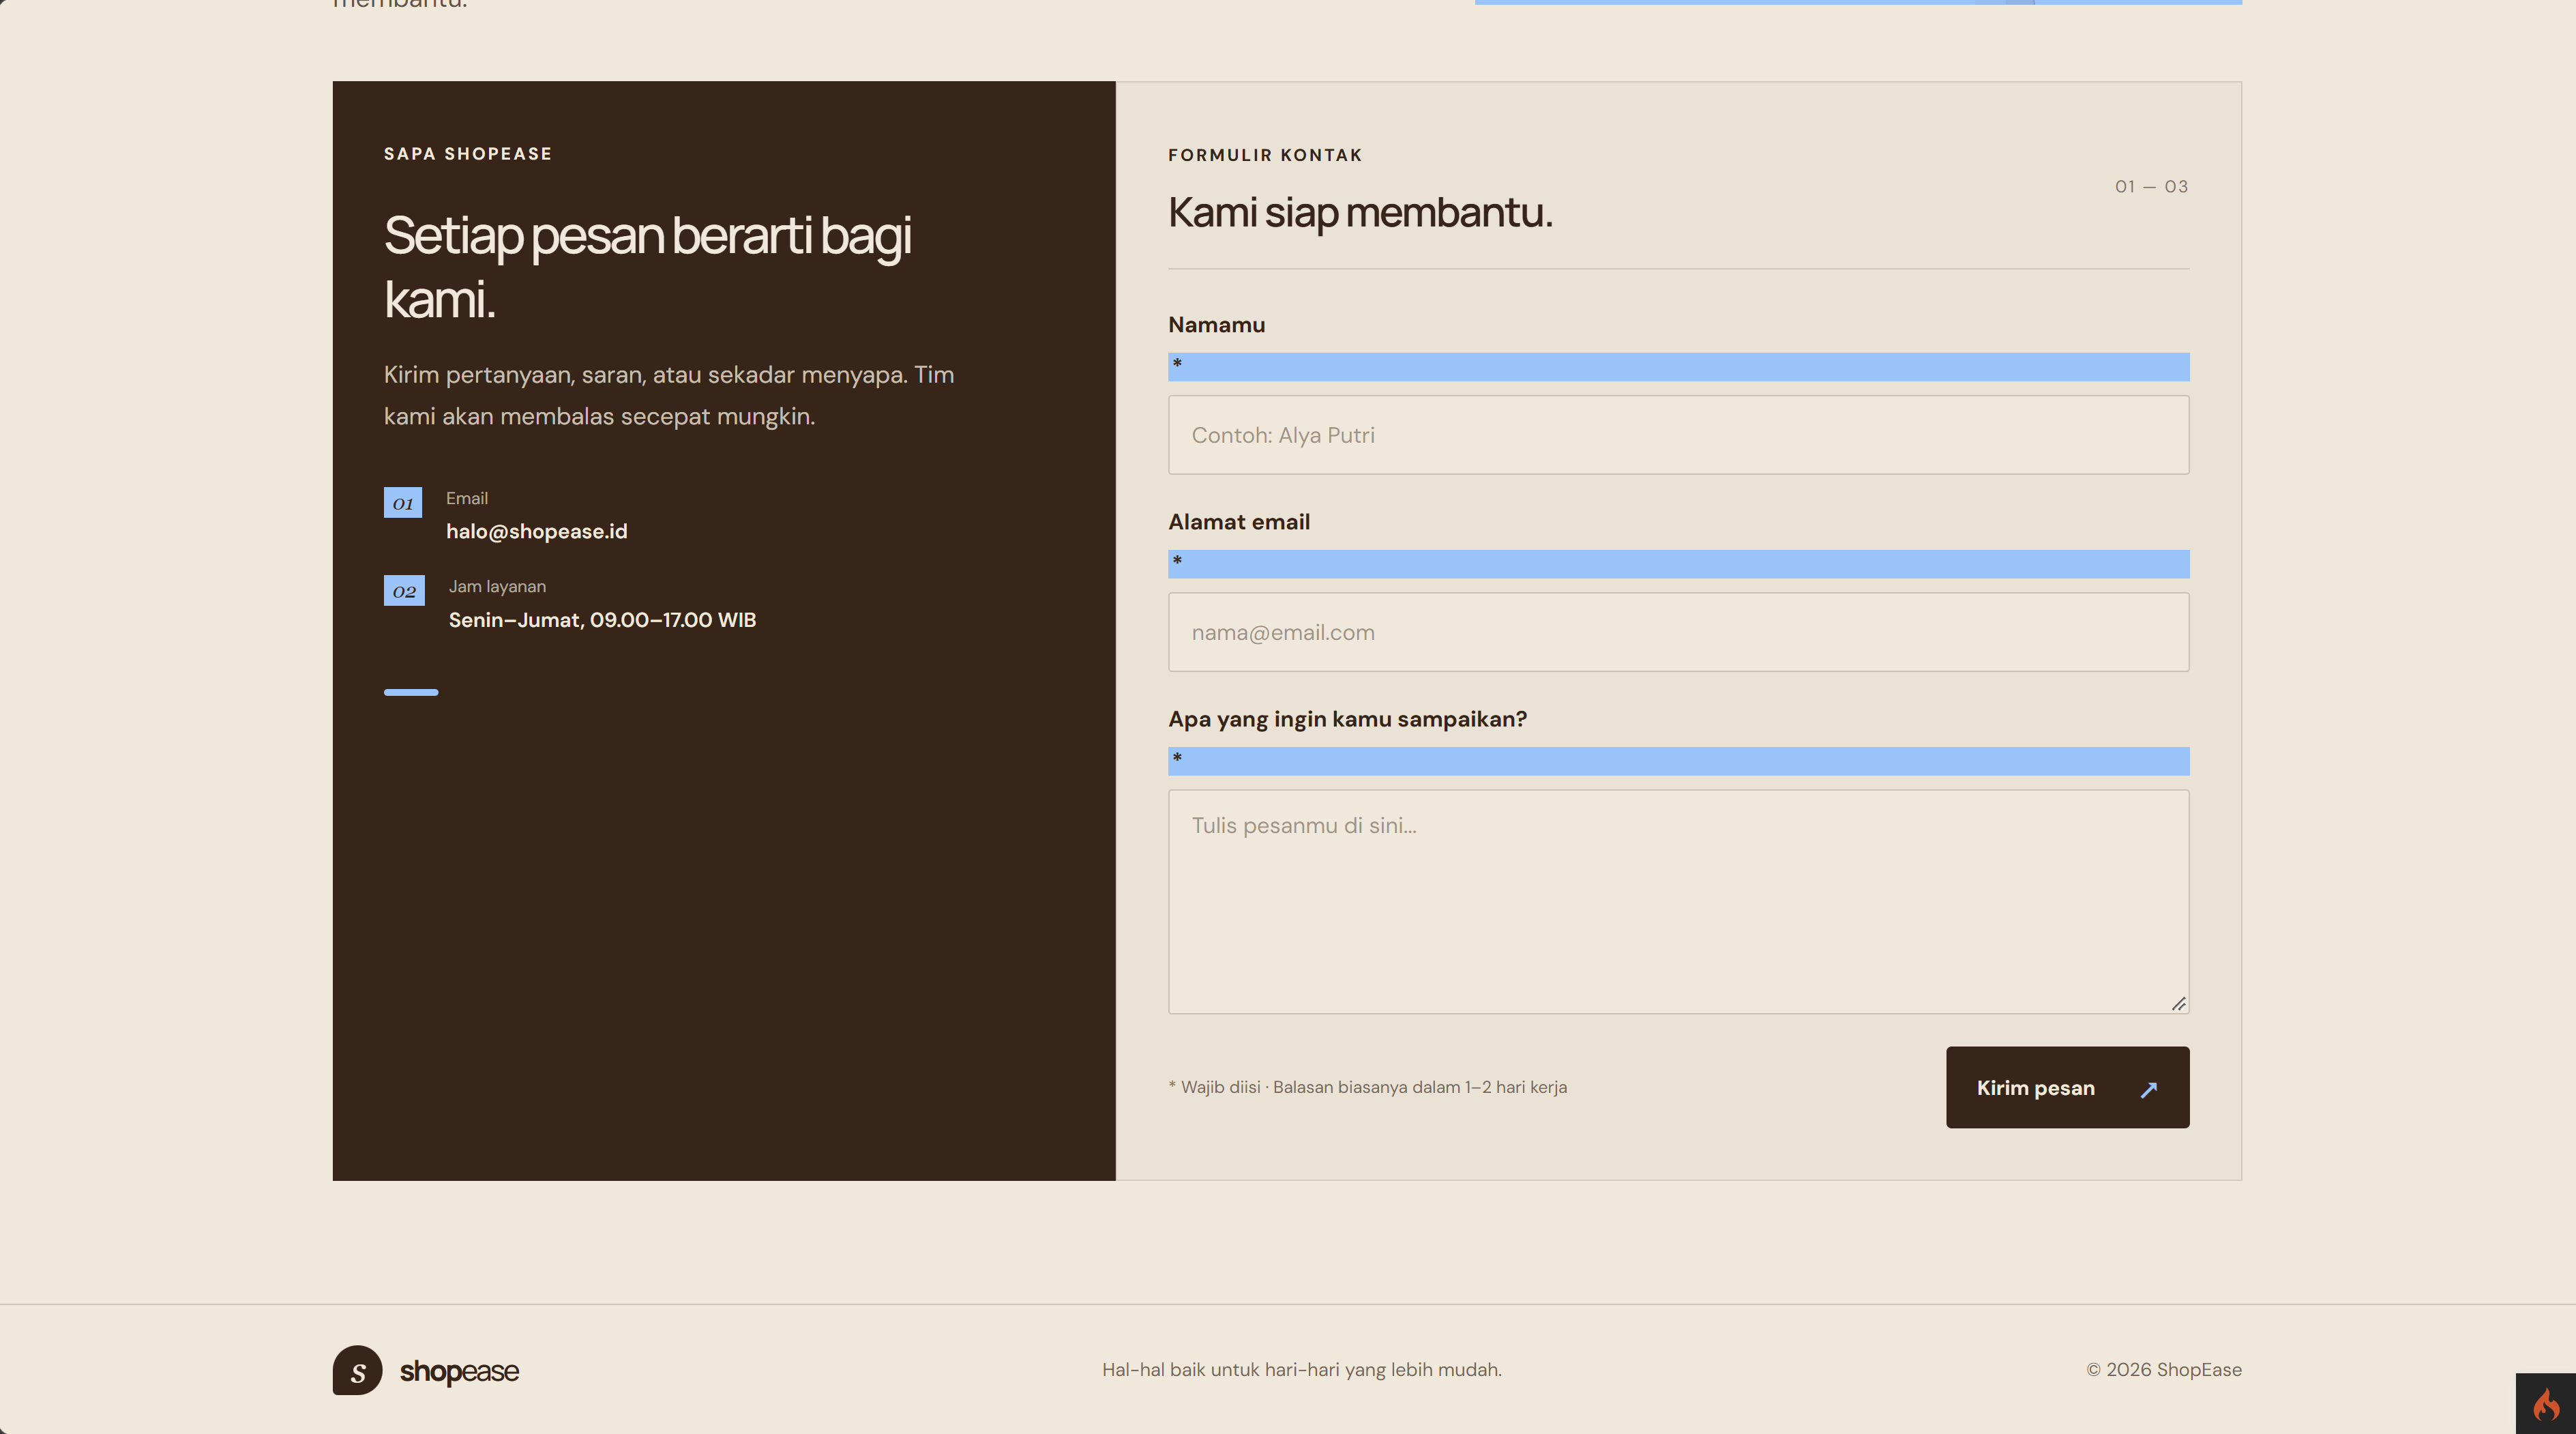 membantu.
SAPA SHOPEASE
Setiap pesan berarti bagi
kami.
Kirim pertanyaan, saran, atau sekadar menyapa. Tim
kami akan membalas secepat mungkin.
01
Email
halo@shopease.id
02
Jam layanan
Senin–Jumat, 09.00–17.00 WIB
FORMULIR KONTAK
Kami siap membantu.
01 — 03
Namamu
*
Contoh: Alya Putri
Alamat email
*
nama@email.com
Apa yang ingin kamu sampaikan?
*
Tulis pesanmu di sini...
* Wajib diisi · Balasan biasanya dalam 1–2 hari kerja
Kirim pesan ↗
s shopease
Hal-hal baik untuk hari-hari yang lebih mudah.
© 2026 ShopEase